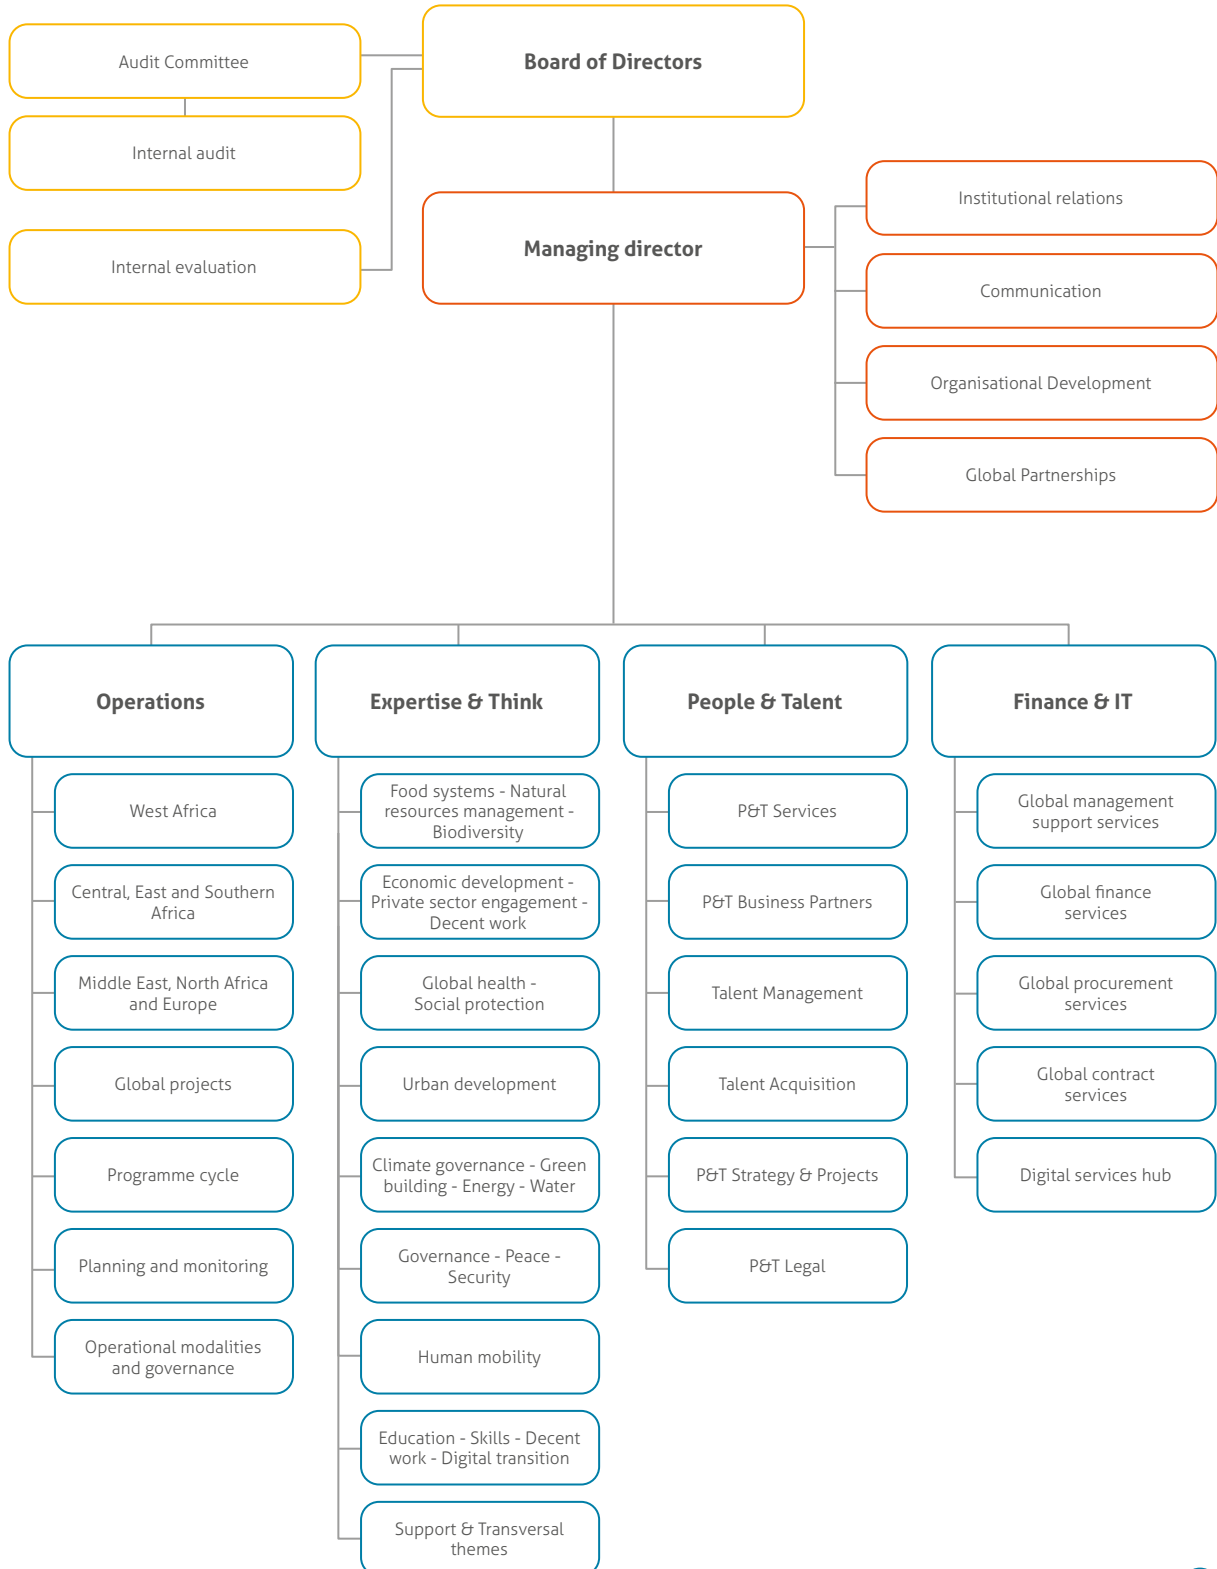 Audit Committee
Board of Directors
Internal audit
Internal evaluation
Managing director
Institutional relations
Communication
Organisational Development
Global Partnerships
Operations
West Africa
Central, East and Southern
Africa
Middle East, North Africa
and Europe
Global projects
Programme cycle
Planning and monitoring
Operational modalities
and governance
Expertise & Think
Food systems - Natural
resources management -
Biodiversity
Economic development -
Private sector engagement -
Decent work
Global health -
Social protection
Urban development
Climate governance - Green
building - Energy - Water
Governance - Peace -
Security
Human mobility
Education - Skills - Decent
work - Digital transition
Support & Transversal
themes
People & Talent
P&T Services
P&T Business Partners
Talent Management
Talent Acquisition
P&T Strategy & Projects
P&T Legal
Finance & IT
Global management
support services
Global finance
services
Global procurement
services
Global contract
services
Digital services hub